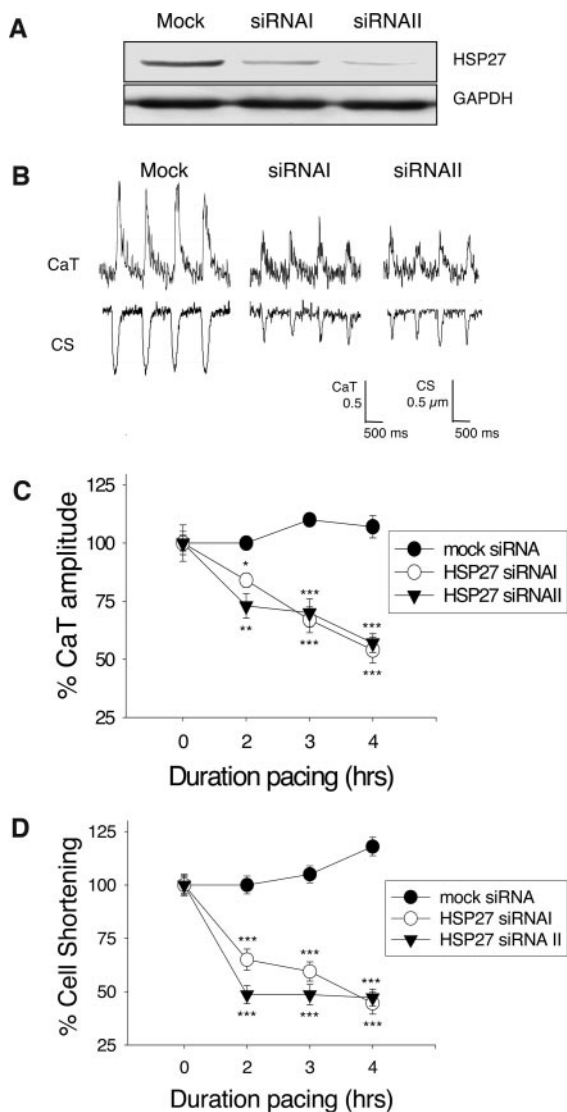 A
Mock siRNAI siRNAII
HSP27
GAPDH
B
Mock siRNAI siRNAII
CaT
CS
CaT
0.5
500 ms
CS
0.5 µm
500 ms
C
% CaT amplitude
125
100
75
50
25
*
**
***
***
***
***
0 2 3 4
Duration pacing (hrs)
mock siRNA
HSP27 siRNAI
HSP27 siRNAII
D
% Cell Shortening
125
100
75
50
25
***
***
***
***
***
***
0 2 3 4
Duration pacing (hrs)
mock siRNA
HSP27 siRNAI
HSP27 siRNA II